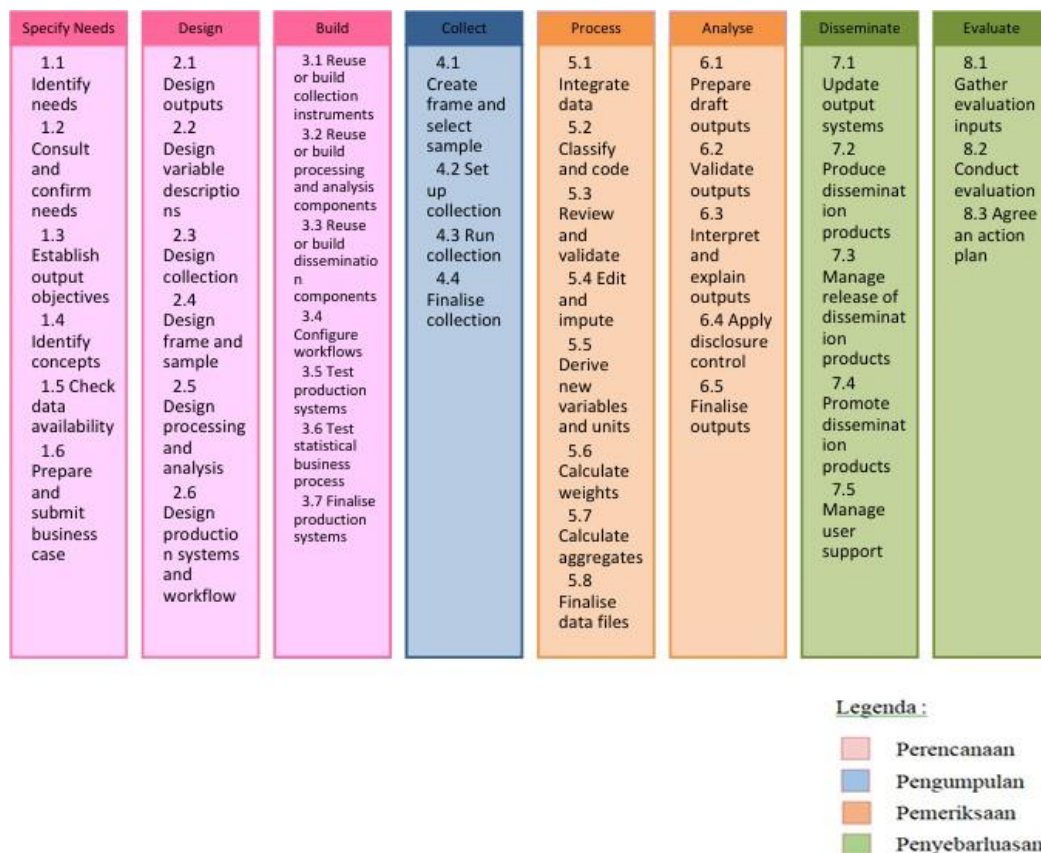 Specify Needs
1.1
Identify
needs
1.2
Consult
and
confirm
needs
1.3
Establish
output
objectives
1.4
Identify
concepts
1.5 Check
data
availability
1.6
Prepare
and
submit
business
case
Design
2.1
Design
outputs
2.2
Design
variable
descriptio
ns
2.3
Design
collection
2.4
Design
frame and
sample
2.5
Design
processing
and
analysis
2.6
Design
productio
n systems
and
workflow
Build
3.1 Reuse
or build
collection
instruments
3.2 Reuse
or build
processing
and analysis
components
3.3 Reuse
or build
disseminatio
n
components
3.4
Configure
workflows
3.5 Test
production
systems
3.6 Test
statistical
business
process
3.7 Finalise
production
systems
Collect
4.1
Create
frame and
select
sample
4.2 Set
up
collection
4.3 Run
collection
4.4
Finalise
collection
Process
5.1
Integrate
data
5.2
Classify
and code
5.3
Review
and
validate
5.4 Edit
and
impute
5.5
Derive
new
variables
and units
5.6
Calculate
weights
5.7
Calculate
aggregates
5.8
Finalise
data files
Analyse
6.1
Prepare
draft
outputs
6.2
Validate
outputs
6.3
Interpret
and
explain
outputs
6.4 Apply
disclosure
control
6.5
Finalise
outputs
Disseminate
7.1
Update
output
systems
7.2
Produce
disseminat
ion
products
7.3
Manage
release of
disseminat
ion
products
7.4
Promote
disseminat
ion
products
7.5
Manage
user
support
Evaluate
8.1
Gather
evaluation
inputs
8.2
Conduct
evaluation
8.3 Agree
an action
plan
Legenda :
Perencanaan
Pengumpulan
Pemeriksaan
Penyebarluasan